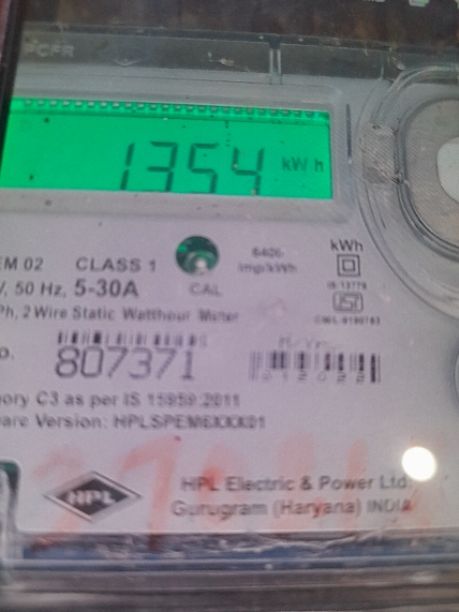 1354 kWh
EM 02 CLASS 1
V, 50 Hz, 5-30A
CAL
imp/kWh
kWh
IS 13779
Ph, 2 Wire Static Watthour Meter
807371
ory C3 as per IS 15959:2011
are Version:
HPL
HPL Electric & Power Ltd.
Gurugram (Haryana) INDIA